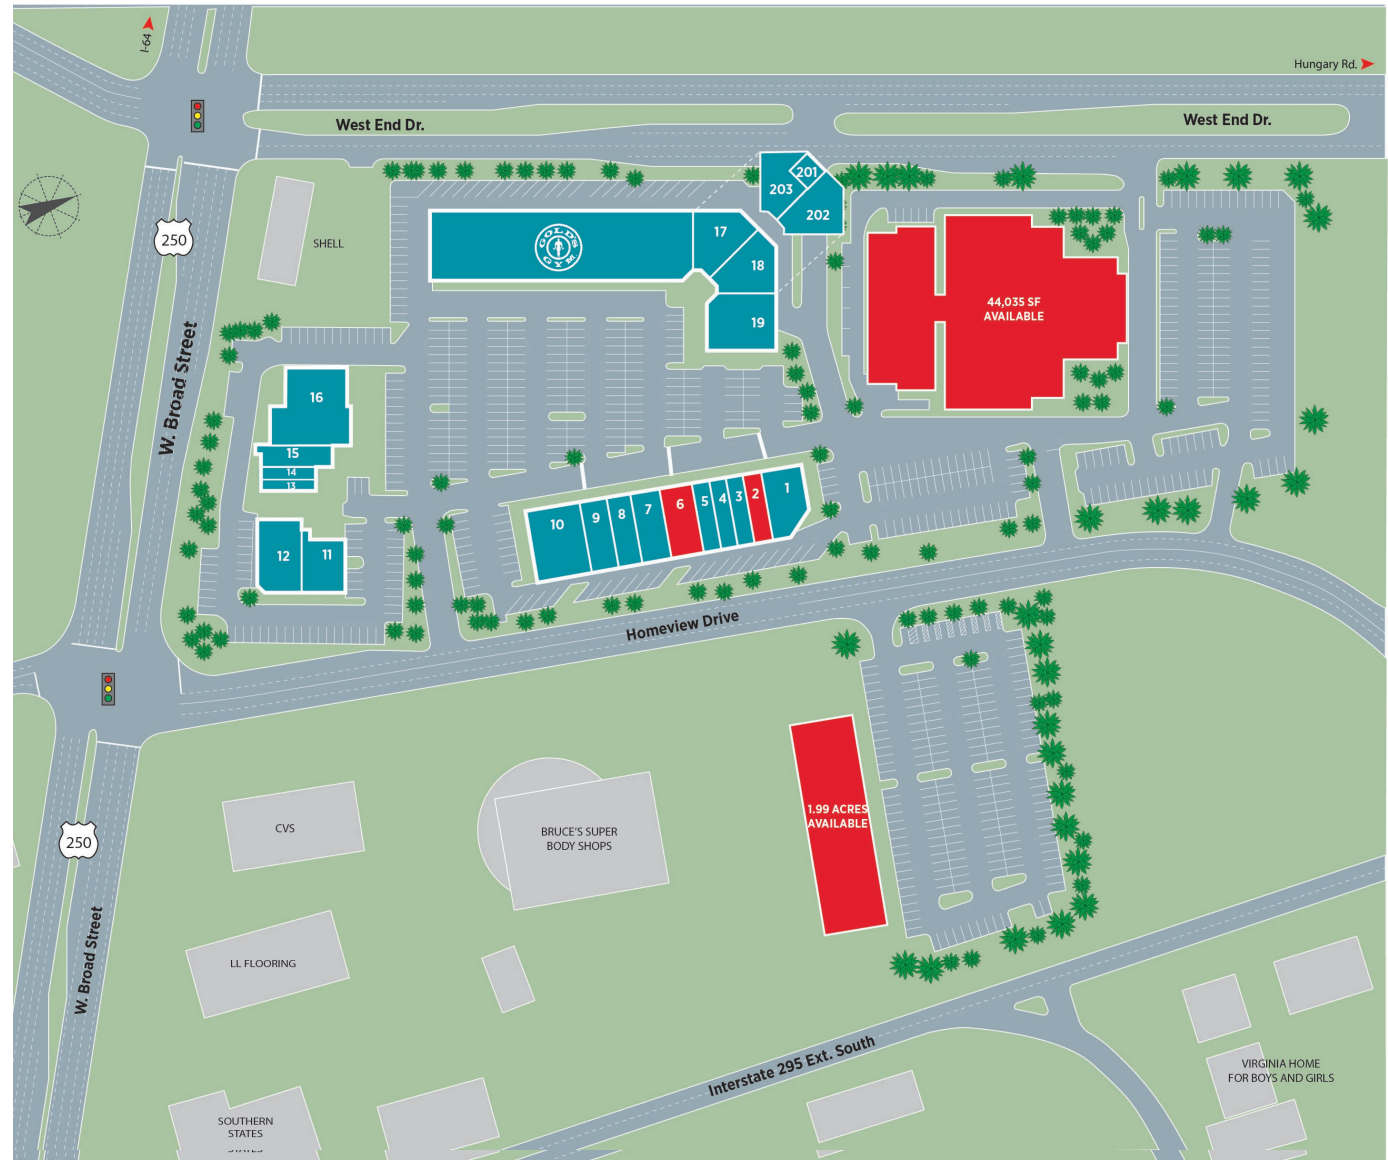 I-64
Hungary Rd.
West End Dr.
West End Dr.
250
SHELL
GOLD'S
GYM
17
18
19
201
203
202
44,035 SF
AVAILABLE
W. Broad Street
16
15
14
13
12
11
10
9
8
7
6
5
4
3
2
1
Homeview Drive
250
CVS
BRUCE'S SUPER
BODY SHOPS
1.99 ACRES
AVAILABLE
LL FLOORING
W. Broad Street
Interstate 295 Ext. South
VIRGINIA HOME
FOR BOYS AND GIRLS
SOUTHERN
STATES